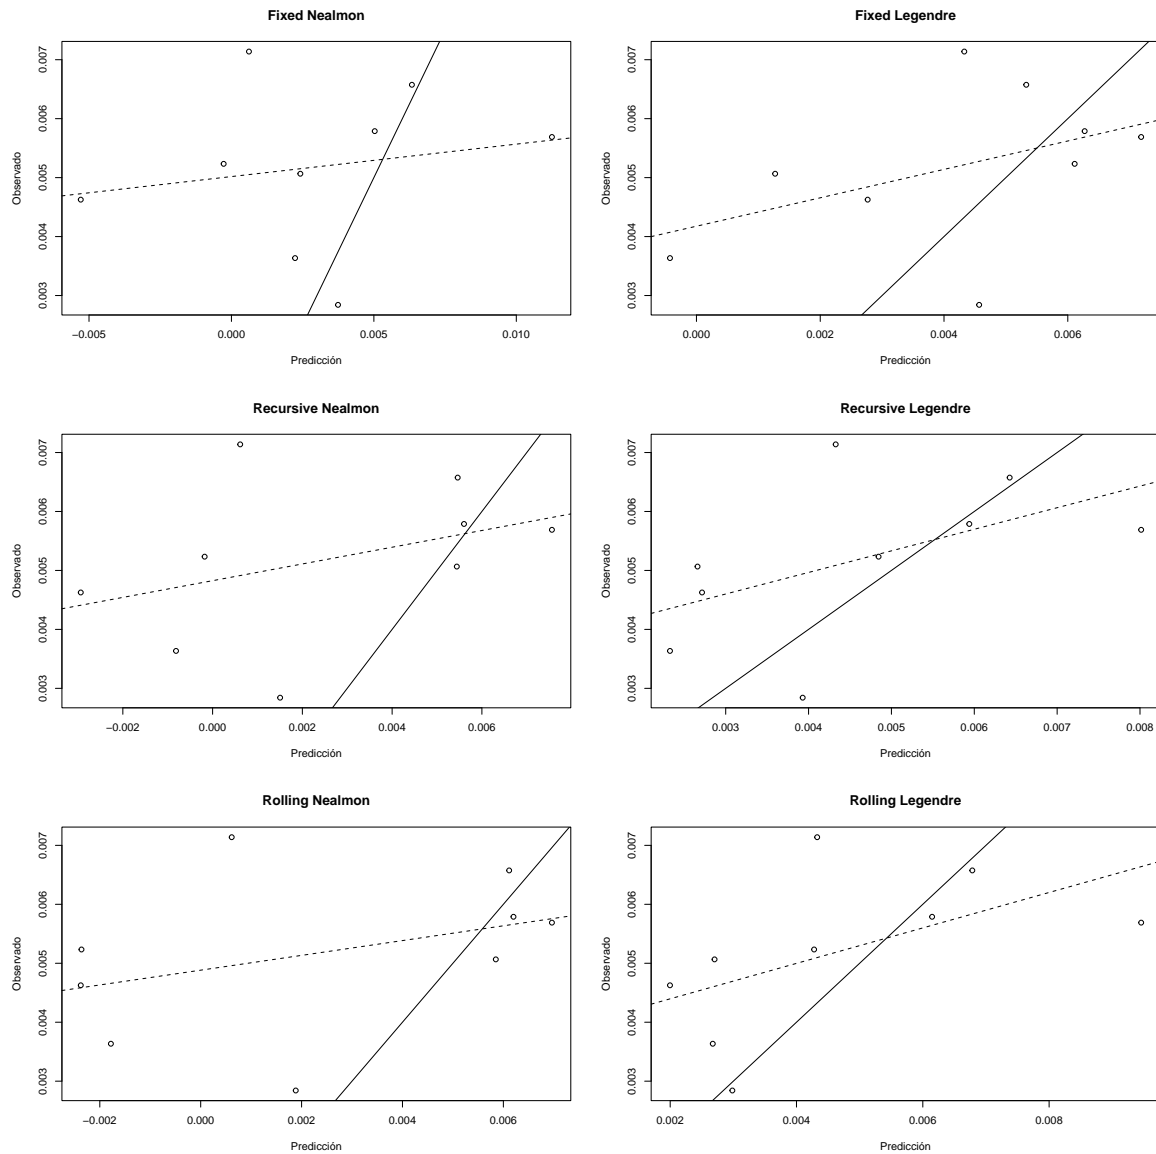 Fixed Nealmon
Observado
0.003 0.004 0.005 0.006 0.007
−0.005 0.000 0.005 0.010
Predicción
Fixed Legendre
Observado
0.003 0.004 0.005 0.006 0.007
0.000 0.002 0.004 0.006
Predicción
Recursive Nealmon
Observado
0.003 0.004 0.005 0.006 0.007
−0.002 0.000 0.002 0.004 0.006
Predicción
Recursive Legendre
Observado
0.003 0.004 0.005 0.006 0.007
0.003 0.004 0.005 0.006 0.007 0.008
Predicción
Rolling Nealmon
Observado
0.003 0.004 0.005 0.006 0.007
−0.002 0.000 0.002 0.004 0.006
Predicción
Rolling Legendre
Observado
0.003 0.004 0.005 0.006 0.007
0.002 0.004 0.006 0.008
Predicción